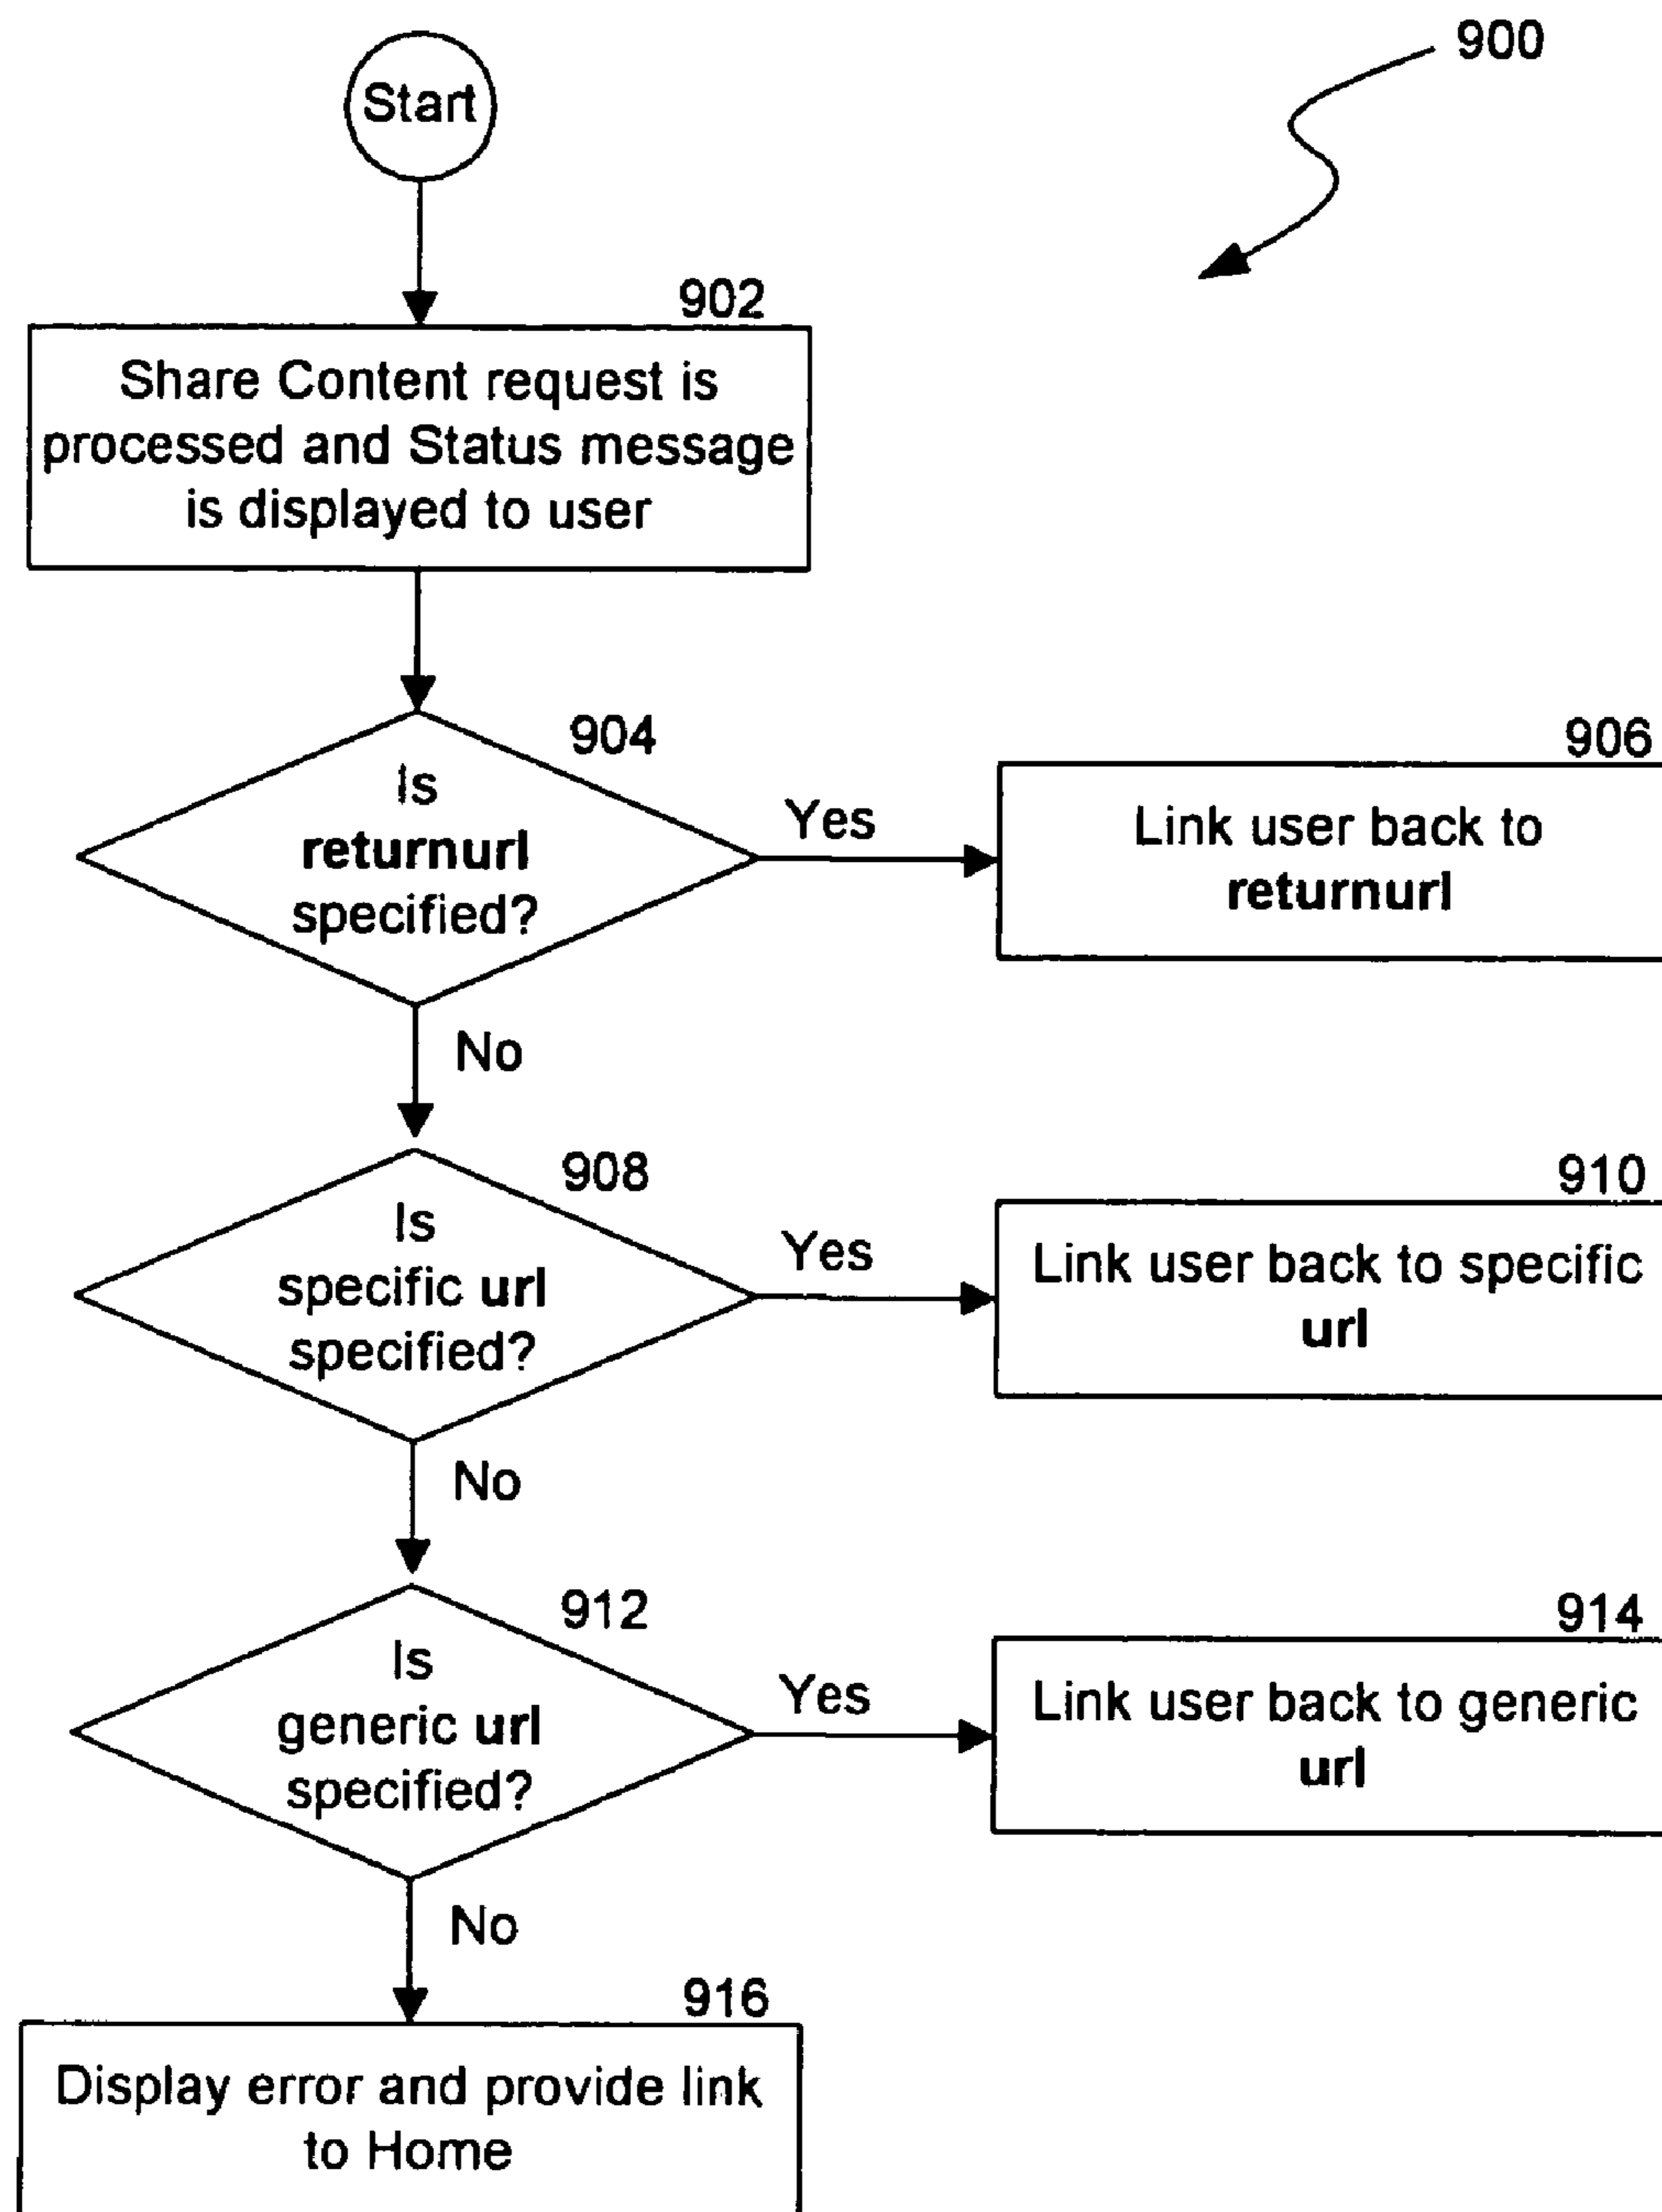 900
Start
902
Share Content request is
processed and Status message
is displayed to user
904
Is
returnurl
specified?
Yes
906
Link user back to
returnurl
No
908
Is
specific url
specified?
Yes
910
Link user back to specific
url
No
912
Is
generic url
specified?
Yes
914
Link user back to generic
url
No
916
Display error and provide link
to Home